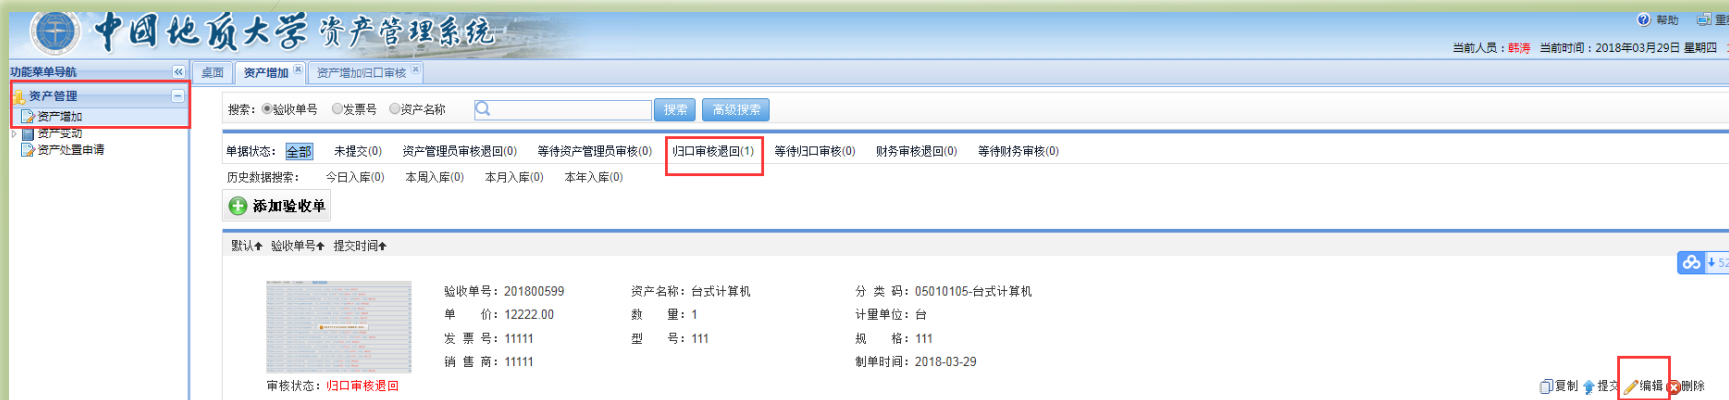 中國地质大学 资产管理系统
帮助
当前人员：韩涛 当前时间：2018年03月29日 星期四
功能菜单导航
资产管理
资产增加
资产变动
资产处置申请
桌面 资产增加 资产增加归口审核
搜索： 验收单号 发票号 资产名称 搜索 高级搜索
单据状态： 全部 未提交(0) 资产管理员审核退回(0) 等待资产管理员审核(0) 归口审核退回(1) 等待归口审核(0) 财务审核退回(0) 等待财务审核(0)
历史数据搜索： 今日入库(0) 本周入库(0) 本月入库(0) 本年入库(0)
添加验收单
默认 验收单号 提交时间
52
验收单号：201800599 资产名称：台式计算机 分 类 码：05010105-台式计算机
单 价：12222.00 数 量：1 计量单位：台
发 票 号：11111 型 号：111 规 格：111
销 售 商：11111 制单时间：2018-03-29
审核状态：归口审核退回
复制 提交 编辑 删除